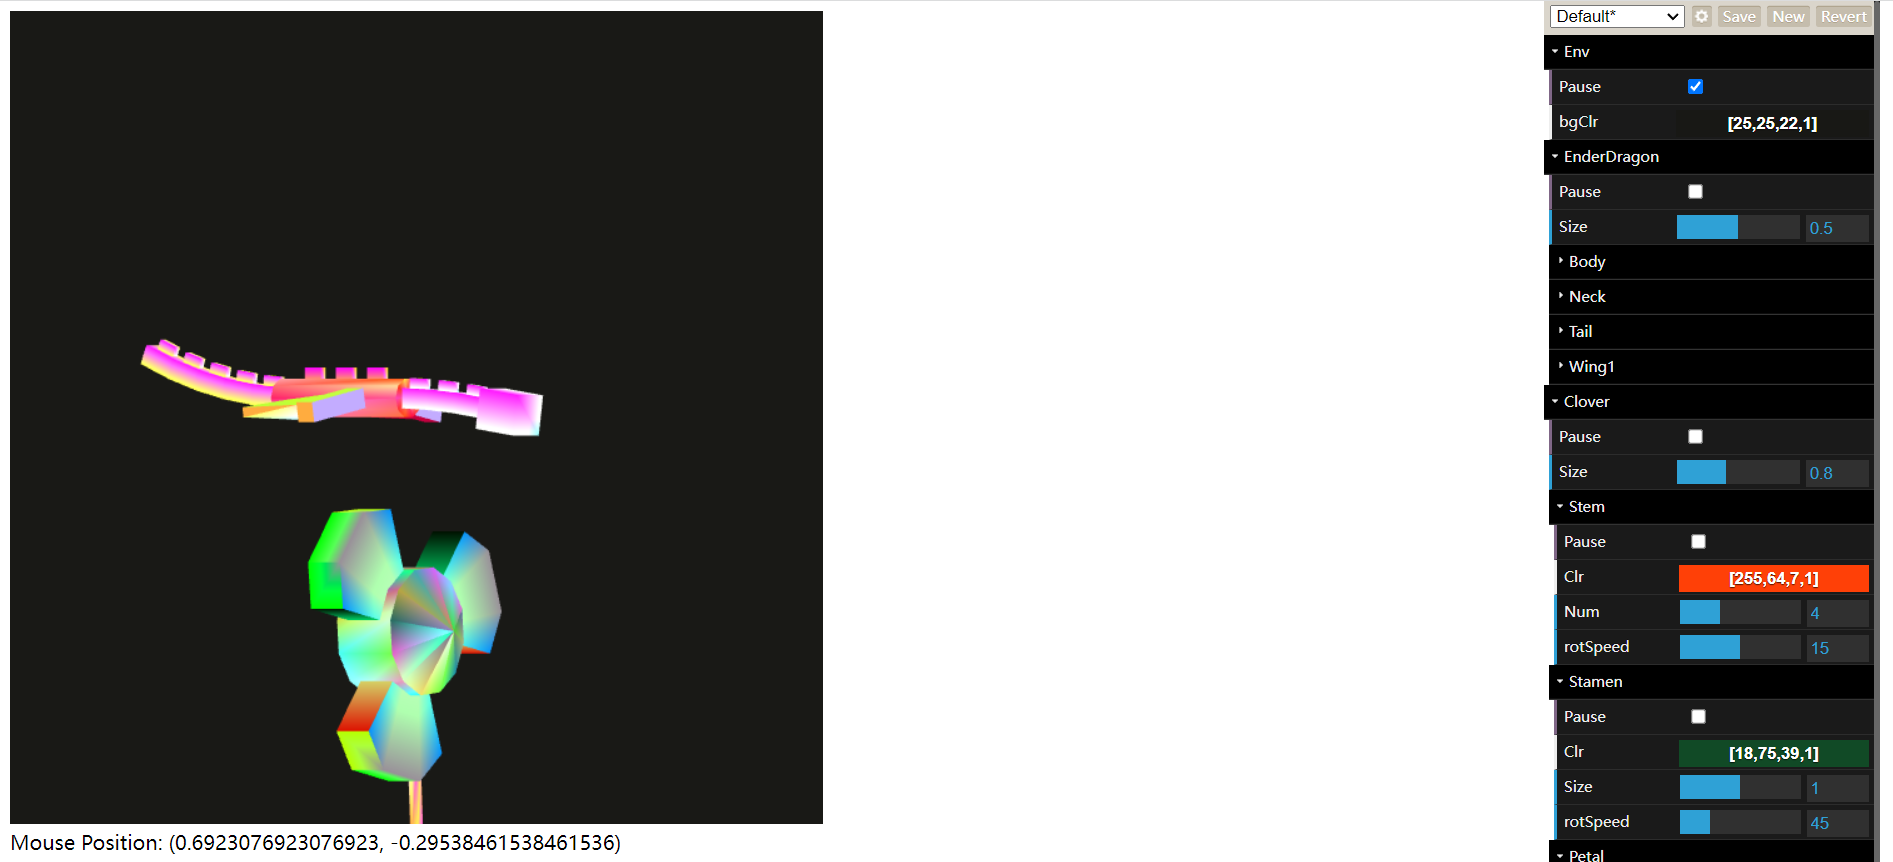 Default*
Save
New
Revert
Env
Pause
bgClr [25,25,22,1]
EnderDragon
Pause
Size 0.5
Body
Neck
Tail
Wing1
Clover
Pause
Size 0.8
Stem
Pause
Clr [255,64,7,1]
Num 4
rotSpeed 15
Stamen
Pause
Clr [18,75,39,1]
Size 1
rotSpeed 45
Petal
Mouse Position: (0.6923076923076923, -0.29538461538461536)